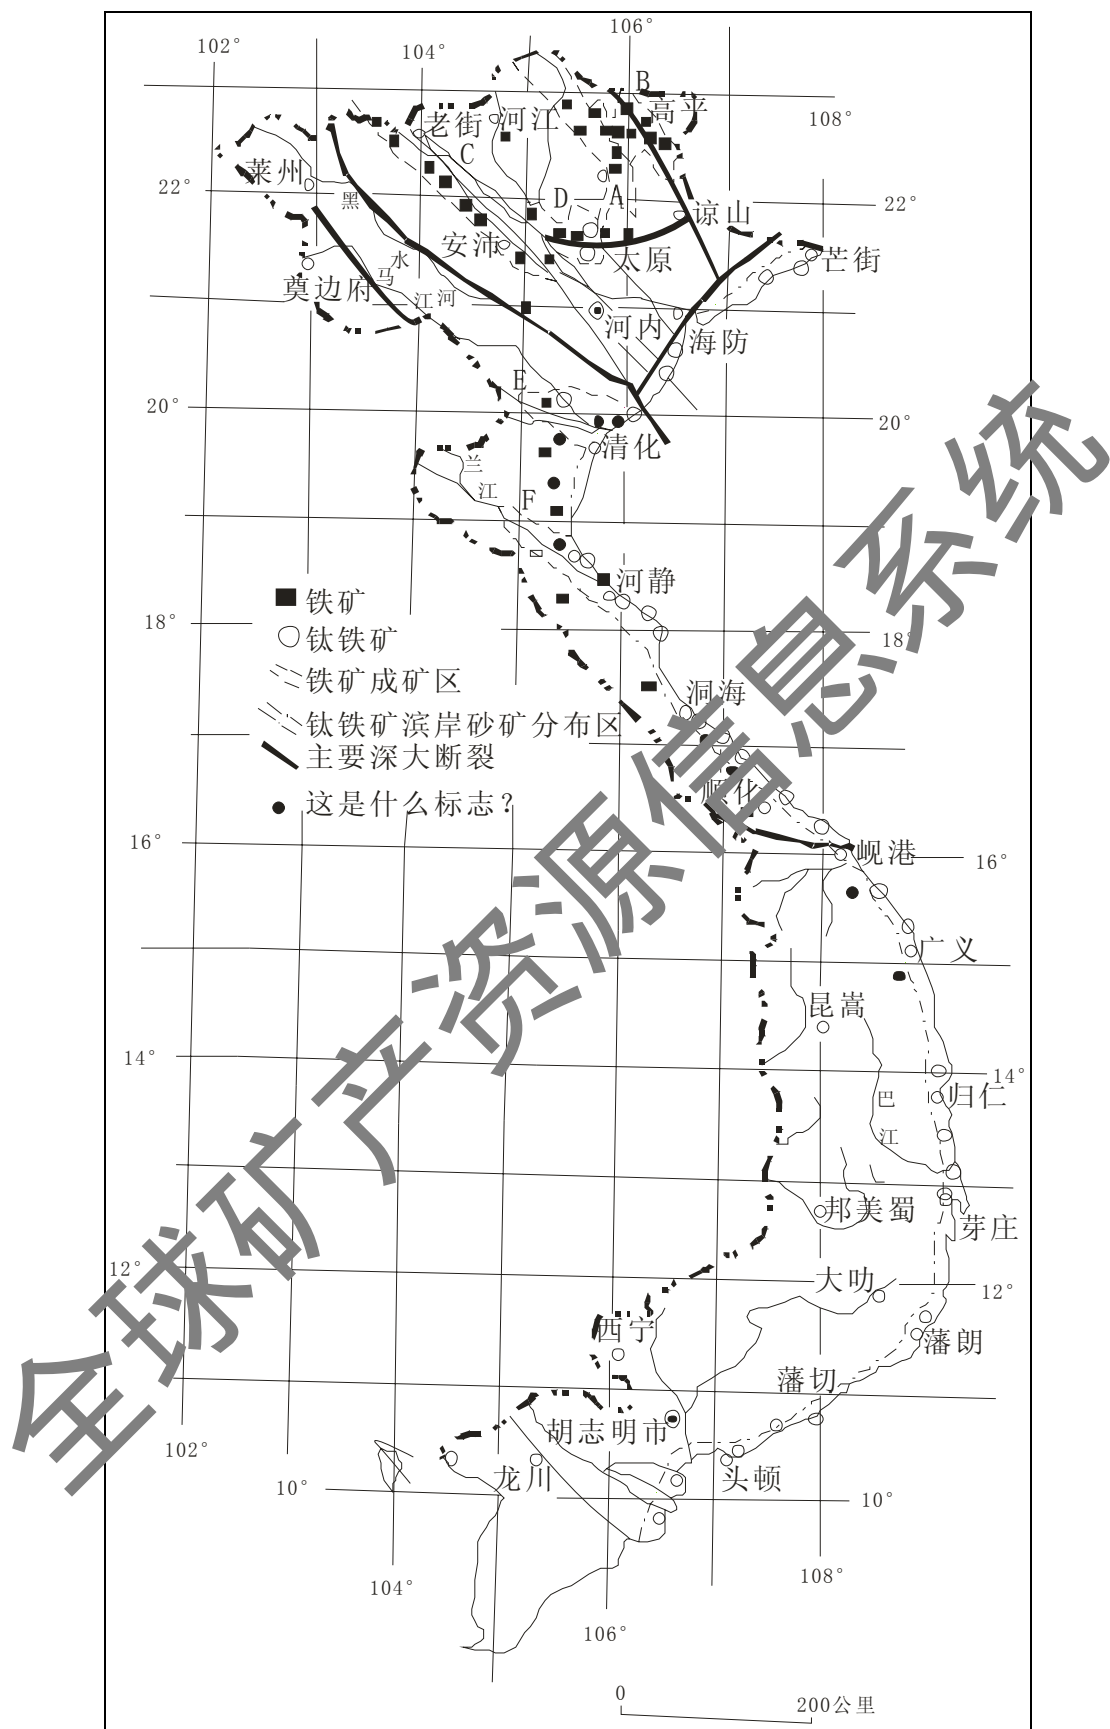 106°
102°
104°
B
高平
108°
老街
河江
C
莱州
22°
黑
D
A
22°
谅山
安沛
水
太原
芒街
马
奠边府
江河
河内
海防
E
20°
20°
清化
兰
江
F
河静
铁矿
18°
钛铁矿
18°
铁矿成矿区
洞海
钛铁矿滨岸砂矿分布区
主要深大断裂
顺化
这是什么标志？
16°
岘港
16°
广义
昆嵩
14°
14°
巴
归仁
江
邦美蜀
芽庄
12°
大叻
12°
西宁
藩朗
藩切
胡志明市
102°
龙川
头顿
10°
10°
108°
104°
106°
0
200公里
全球矿产资源信息系统